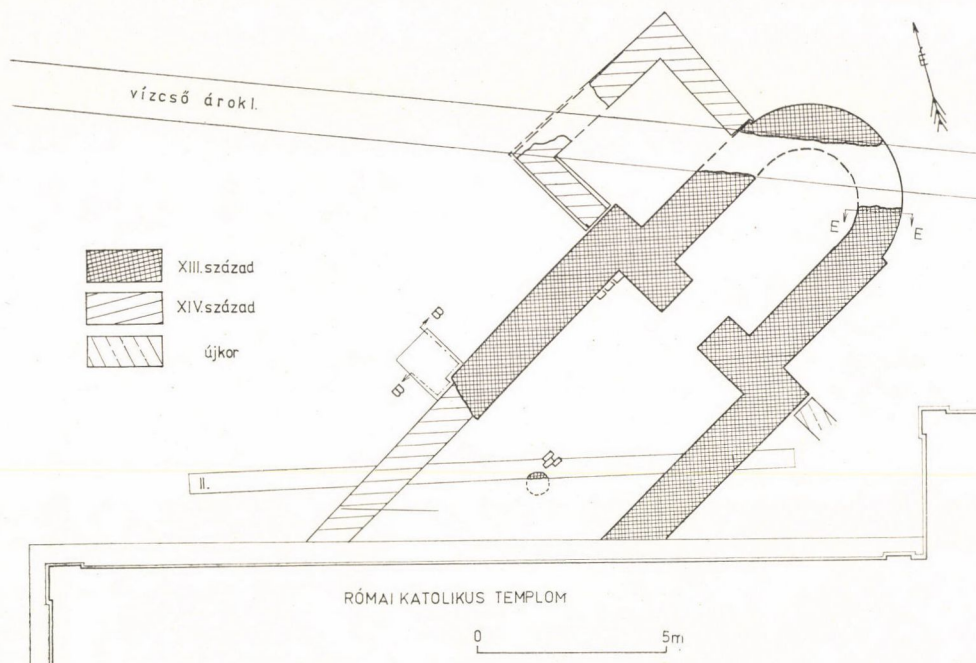 vízcső árok I.
É
XIII. század
XIV. század
újkor
E
E
B
B
II.
RÓMAI KATOLIKUS TEMPLOM
0
5m